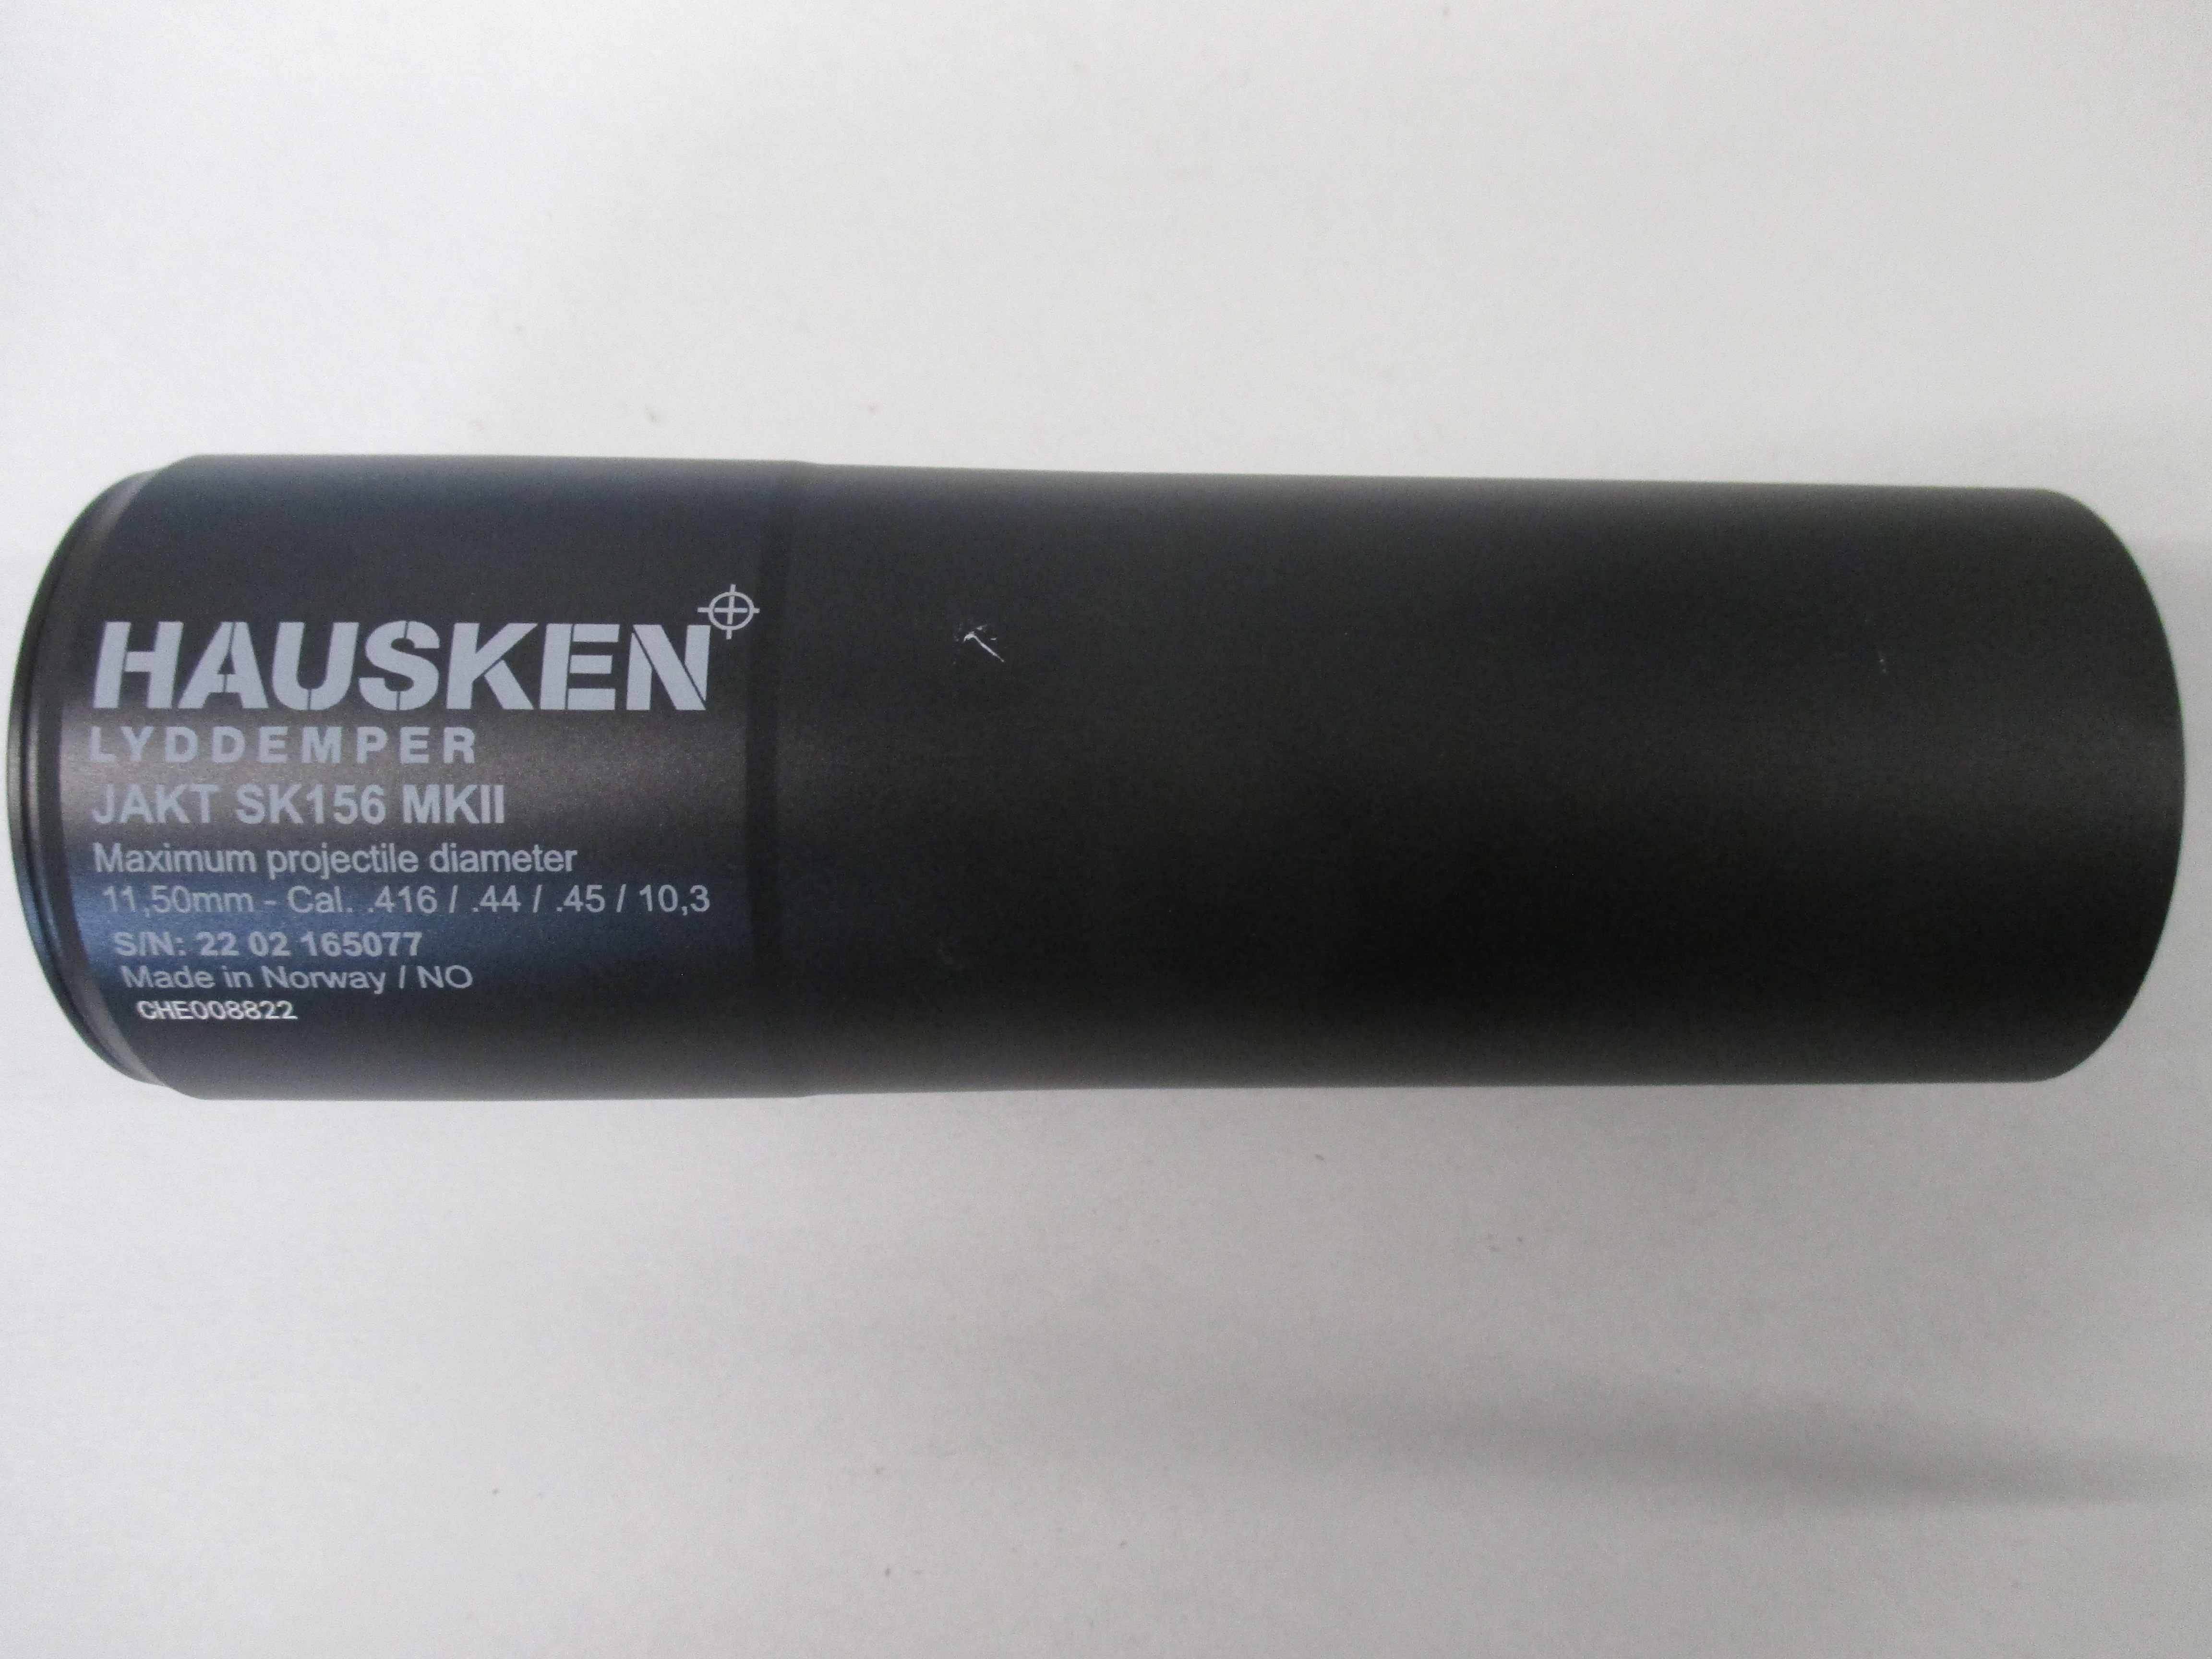 HAUSKEN
LYDDEMPER
JAKT SK156 MKII
Maximum projectile diameter
11,50mm - Cal. .416 / .44 / .45 / 10,3
S/N: 22 02 165077
Made in Norway / NO
CHE008822